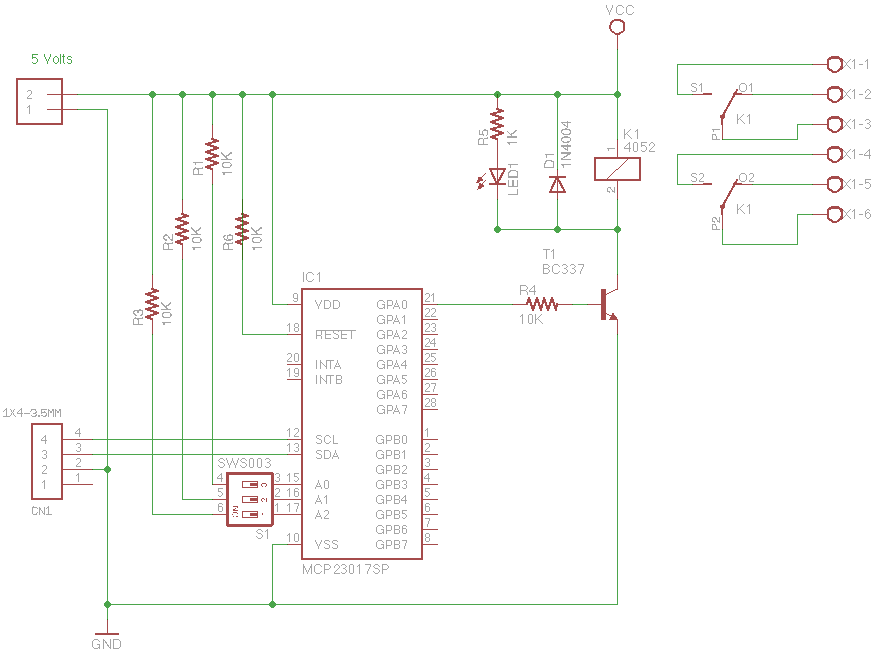 VCC
5 Volts
2
1
R1
10K
R2
10K
R6
10K
R3
10K
R5
1K
LED1
D1
1N4004
K1
4052
1
2
S1
O1
P1
K1
S2
O2
P2
K1
X1-1
X1-2
X1-3
X1-4
X1-5
X1-6
T1
BC337
R4
10K
IC1
9 VDD GPA0 21
GPA1 22
18 RESET GPA2 23
GPA3 24
20 INTA GPA4 25
19 INTB GPA5 26
GPA6 27
GPA7 28
12 SCL GPB0 1
13 SDA GPB1 2
GPB2 3
15 A0 GPB3 4
16 A1 GPB4 5
17 A2 GPB5 6
GPB6 7
10 VSS GPB7 8
MCP23017SP
1X4-3.5MM
4 4
3 3
2 2
1 1
CN1
SWS003
4 3 3
5 2 2
6 ON 1 1
S1
GND